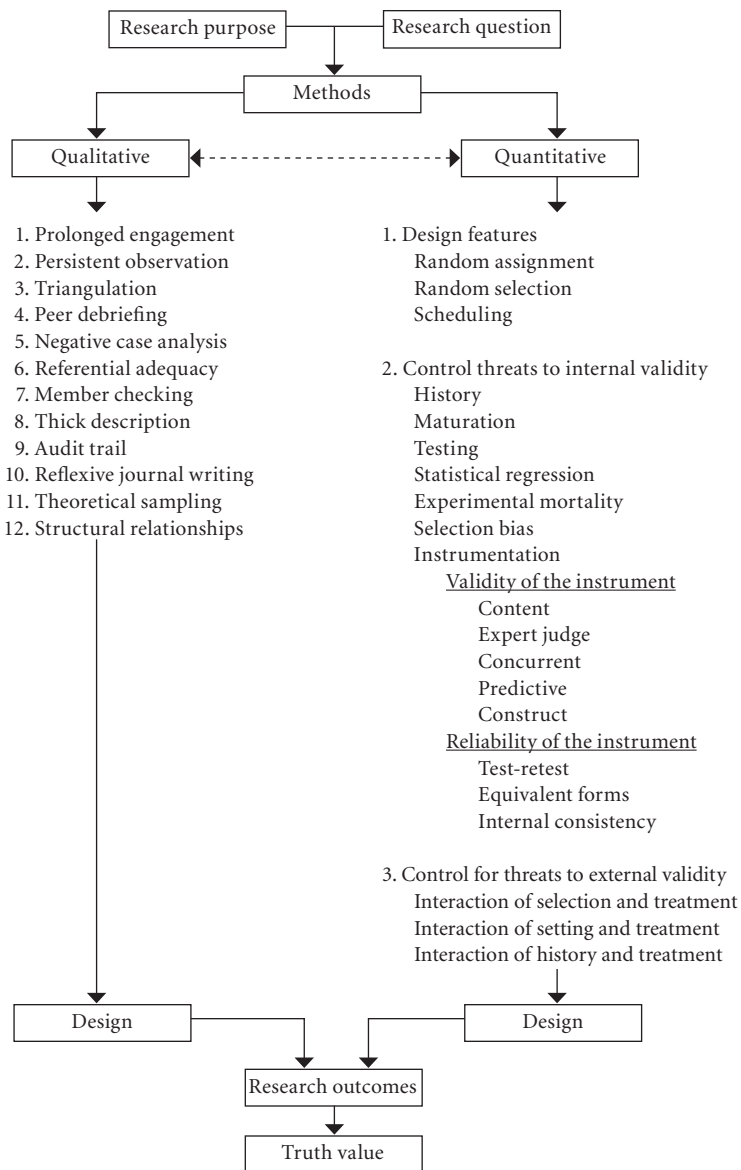 Research purpose
Research question
Methods
Qualitative
Quantitative
1. Prolonged engagement
2. Persistent observation
3. Triangulation
4. Peer debriefing
5. Negative case analysis
6. Referential adequacy
7. Member checking
8. Thick description
9. Audit trail
10. Reflexive journal writing
11. Theoretical sampling
12. Structural relationships
1. Design features
Random assignment
Random selection
Scheduling
2. Control threats to internal validity
History
Maturation
Testing
Statistical regression
Experimental mortality
Selection bias
Instrumentation
Validity of the instrument
Content
Expert judge
Concurrent
Predictive
Construct
Reliability of the instrument
Test-retest
Equivalent forms
Internal consistency
3. Control for threats to external validity
Interaction of selection and treatment
Interaction of setting and treatment
Interaction of history and treatment
Design
Design
Research outcomes
Truth value